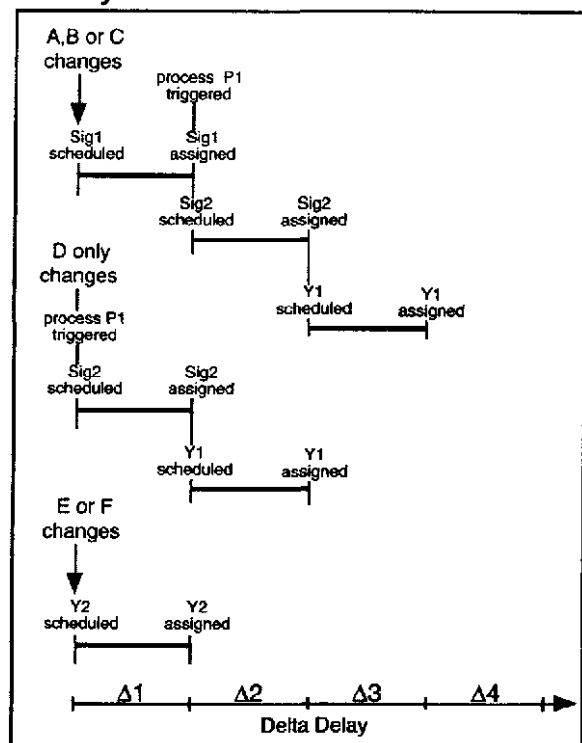 A,B or C
changes
process P1
triggered
Sig1
scheduled
Sig1
assigned
Sig2
scheduled
Sig2
assigned
D only
changes
Y1
scheduled
Y1
assigned
process P1
triggered
Sig2
scheduled
Sig2
assigned
Y1
scheduled
Y1
assigned
E or F
changes
Y2
scheduled
Y2
assigned
Δ1 Δ2 Δ3 Δ4
Delta Delay